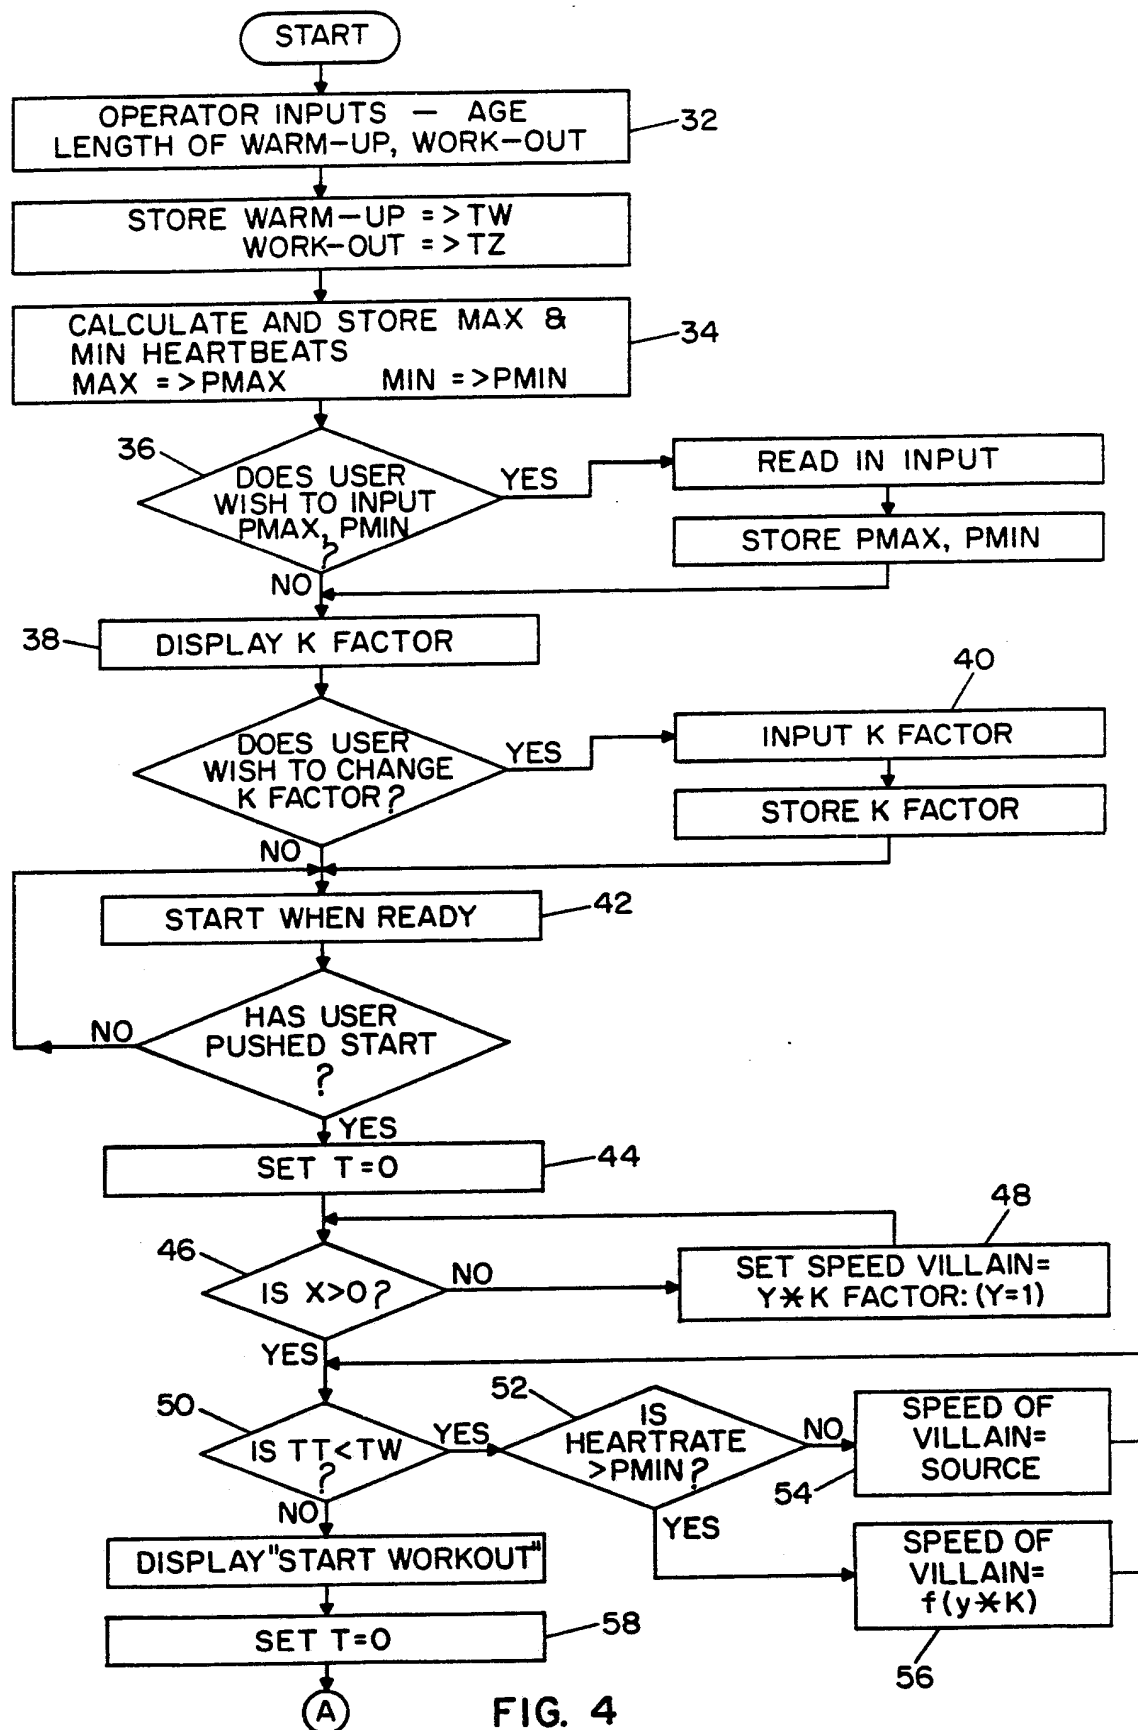 START
OPERATOR INPUTS — AGE
LENGTH OF WARM-UP, WORK-OUT
32
STORE WARM-UP =>TW
WORK-OUT =>TZ
CALCULATE AND STORE MAX &
MIN HEARTBEATS
MAX =>PMAX MIN =>PMIN
34
36
DOES USER
WISH TO INPUT
PMAX, PMIN
?
YES
READ IN INPUT
STORE PMAX, PMIN
NO
38
DISPLAY K FACTOR
40
DOES USER
WISH TO CHANGE
K FACTOR?
YES
INPUT K FACTOR
STORE K FACTOR
NO
START WHEN READY
42
HAS USER
PUSHED START
?
NO
YES
SET T=0
44
46
IS X>0?
NO
48
SET SPEED VILLAIN=
Y*K FACTOR:(Y=1)
YES
50
IS TT<TW
?
YES
52
IS
HEARTRATE
>PMIN?
NO
SPEED OF
VILLAIN=
SOURCE
54
YES
SPEED OF
VILLAIN=
f(y*K)
56
NO
DISPLAY"START WORKOUT"
SET T=0
58
A
FIG. 4